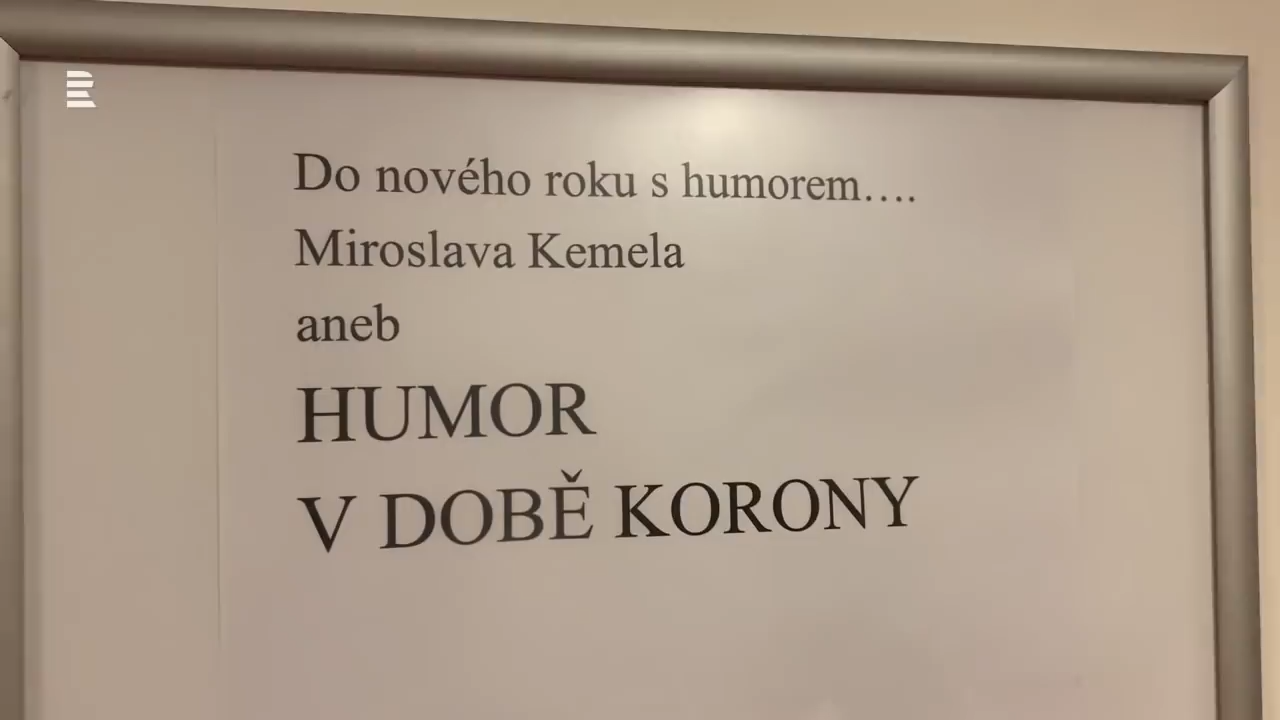 Do nového roku s humorem….
Miroslava Kemela
aneb
HUMOR
V DOBĚ KORONY